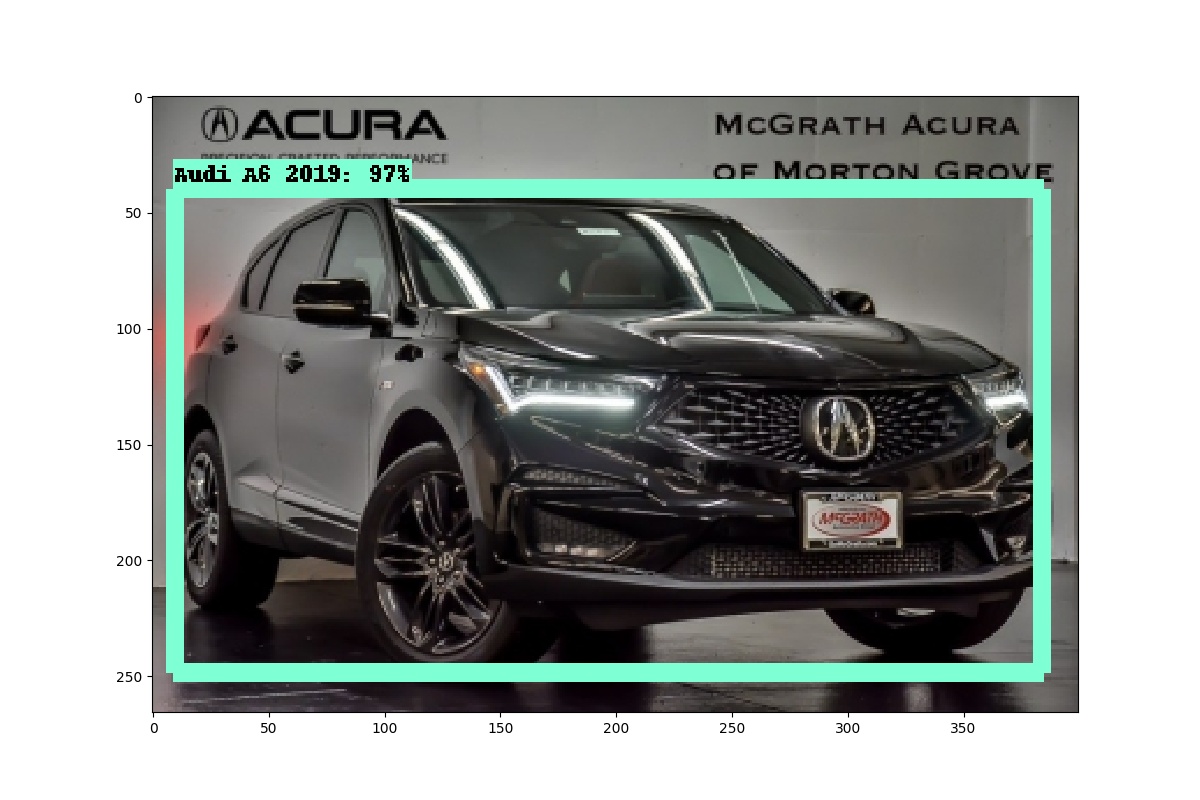 ACURA
McGrath Acura
PRECISION CRAFTED PERFORMANCE
of Morton Grove
Audi A6 2019: 97%
McGRATH
0
50
100
150
200
250
0 50 100 150 200 250 300 350